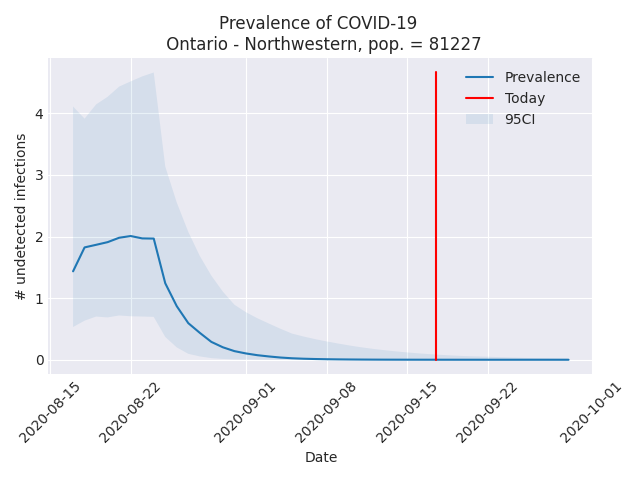 Prevalence of COVID-19
Ontario - Northwestern, pop. = 81227
Prevalence
Today
95CI
# undetected infections
4
3
2
1
0
2020-08-15
2020-08-22
2020-09-01
2020-09-08
2020-09-15
2020-09-22
2020-10-01
Date